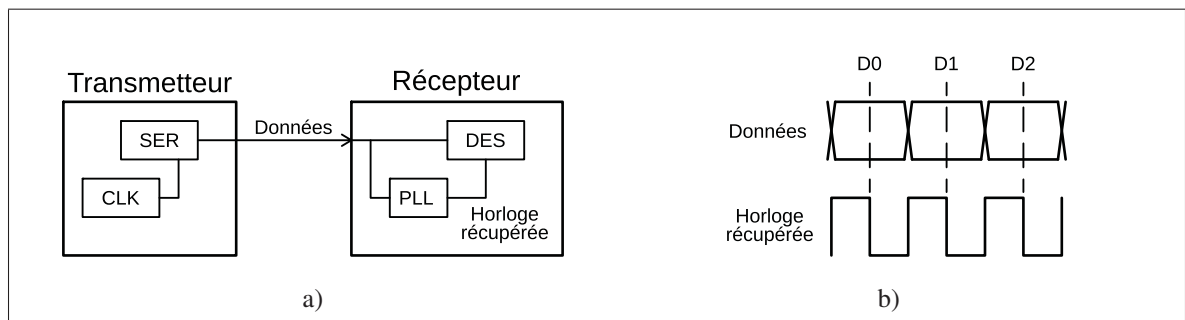 Transmetteur
SER
CLK
Données
Récepteur
DES
PLL
Horloge
récupérée
a)
D0 D1 D2
Données
Horloge
récupérée
b)